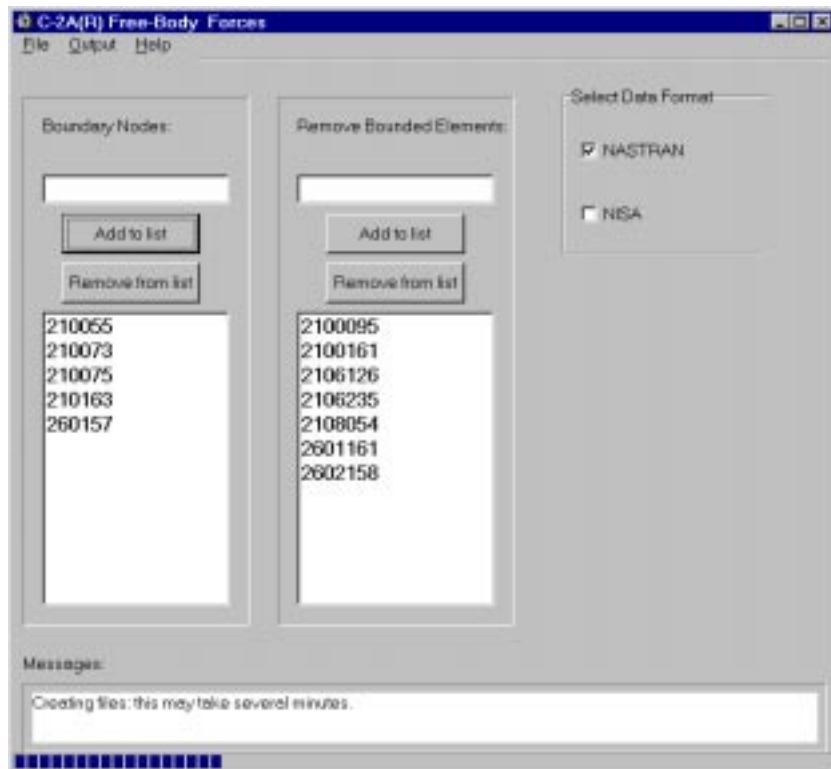 C-2A(R) Free-Body Forces
File Output Help
Boundary Nodes:
Add to list
Remove from list
210055
210073
210075
210163
260157
Remove Bounded Elements:
Add to list
Remove from list
2100095
2100161
2106126
2106235
2108054
2601161
2602158
Select Data Format
NASTRAN
NISA
Messages:
Creating files: this may take several minutes.